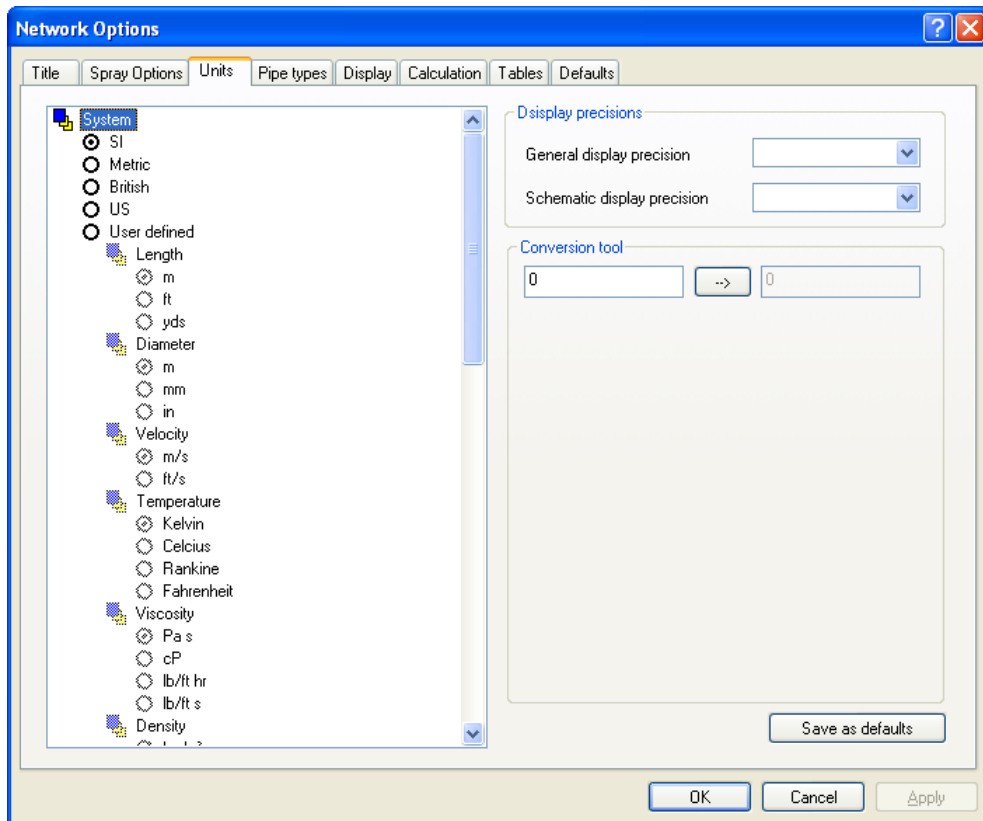 Network Options
Title Spray Options Units Pipe types Display Calculation Tables Defaults
System
SI
Metric
British
US
User defined
Length
m
ft
yds
Diameter
m
mm
in
Velocity
m/s
ft/s
Temperature
Kelvin
Celcius
Rankine
Fahrenheit
Viscosity
Pa s
cP
lb/ft hr
lb/ft s
Density
Dsisplay precisions
General display precision
Schematic display precision
Conversion tool
0 --> 0
Save as defaults
OK Cancel Apply